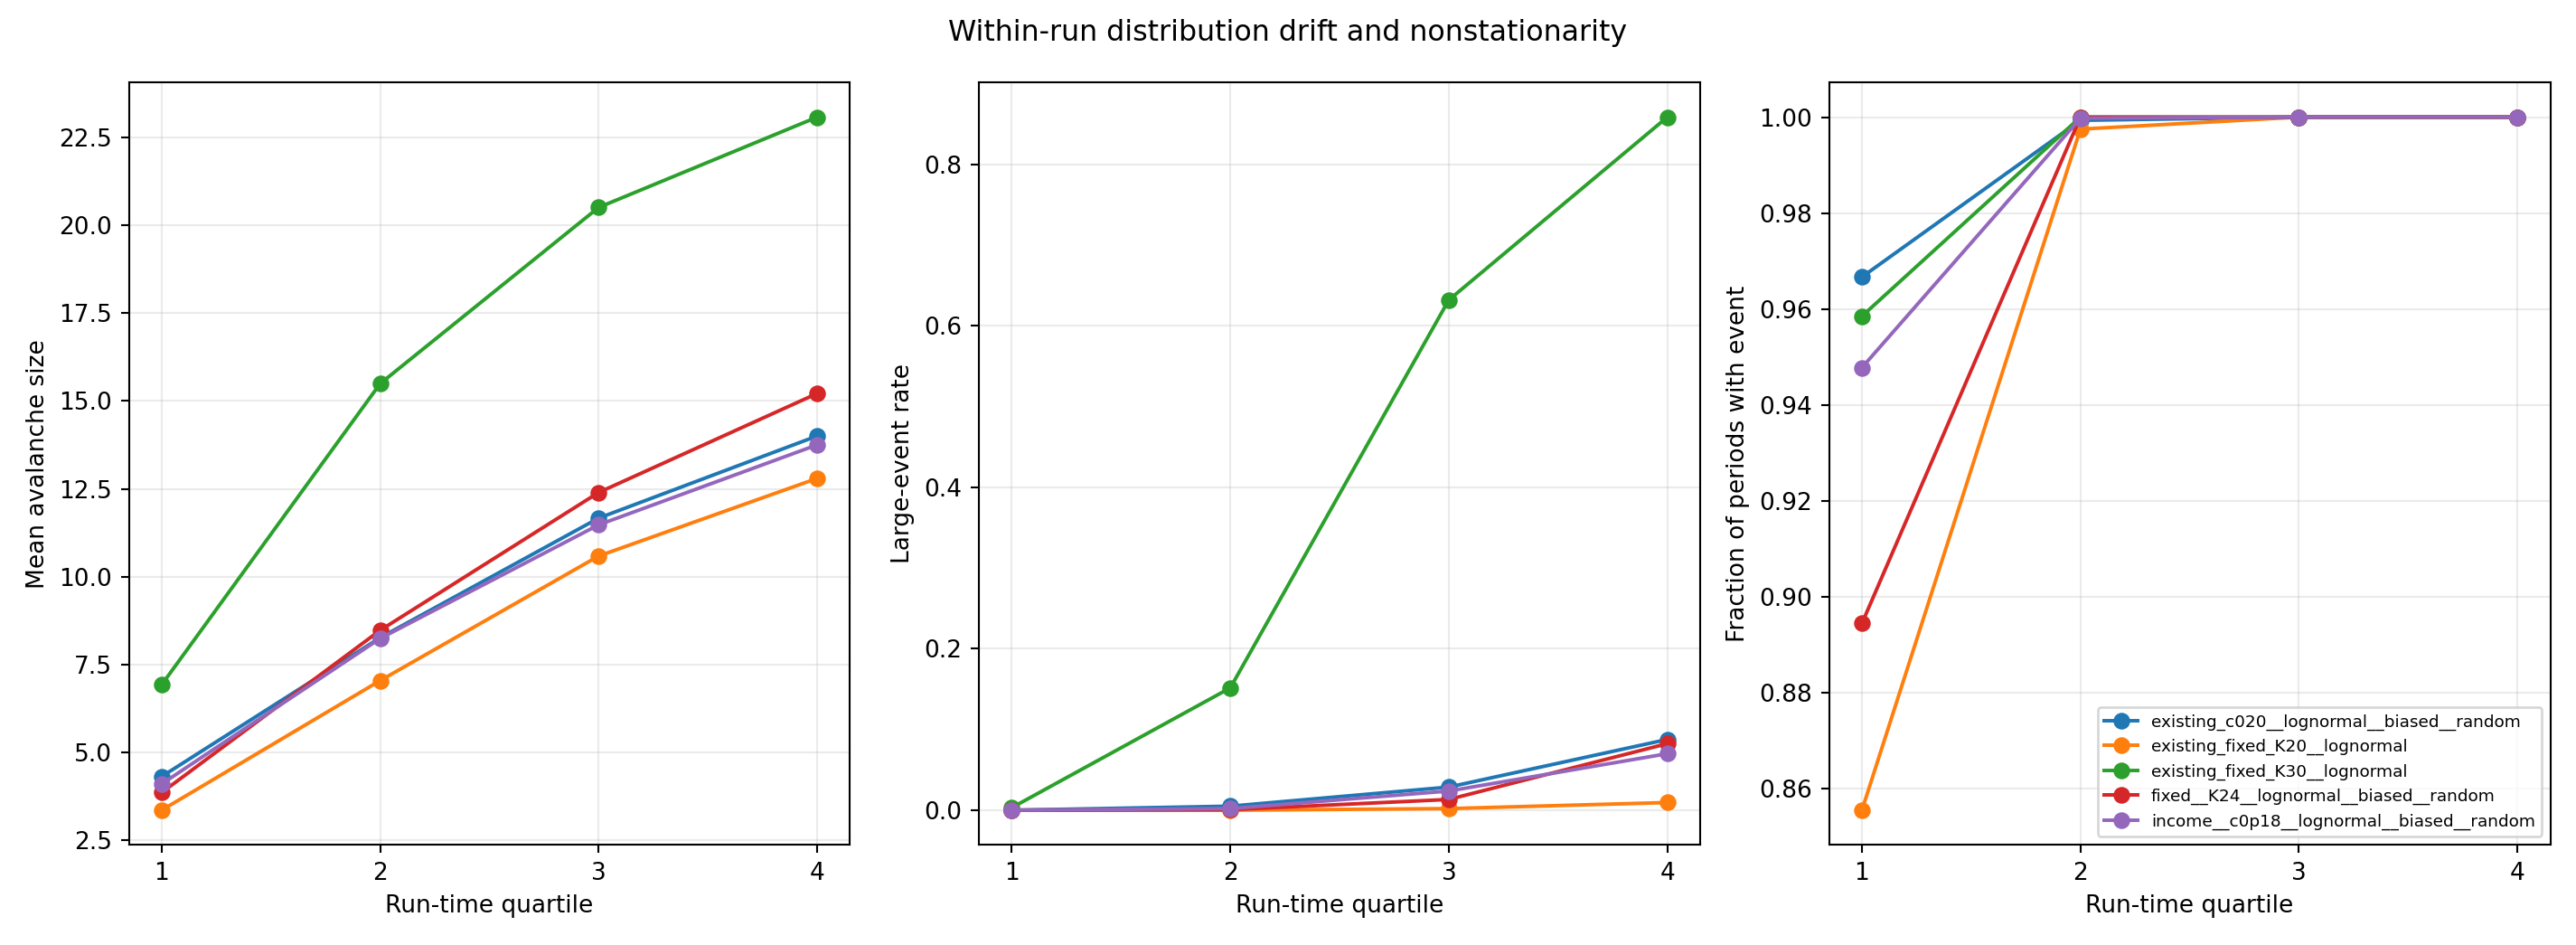 Within-run distribution drift and nonstationarity
Mean avalanche size
22.5
20.0
17.5
15.0
12.5
10.0
7.5
5.0
2.5
1 2 3 4
Run-time quartile
Large-event rate
0.8
0.6
0.4
0.2
0.0
1 2 3 4
Run-time quartile
Fraction of periods with event
1.00
0.98
0.96
0.94
0.92
0.90
0.88
0.86
existing_c020__lognormal__biased__random
existing_fixed_K20__lognormal
existing_fixed_K30__lognormal
fixed__K24__lognormal__biased__random
income__c0p18__lognormal__biased__random
1 2 3 4
Run-time quartile